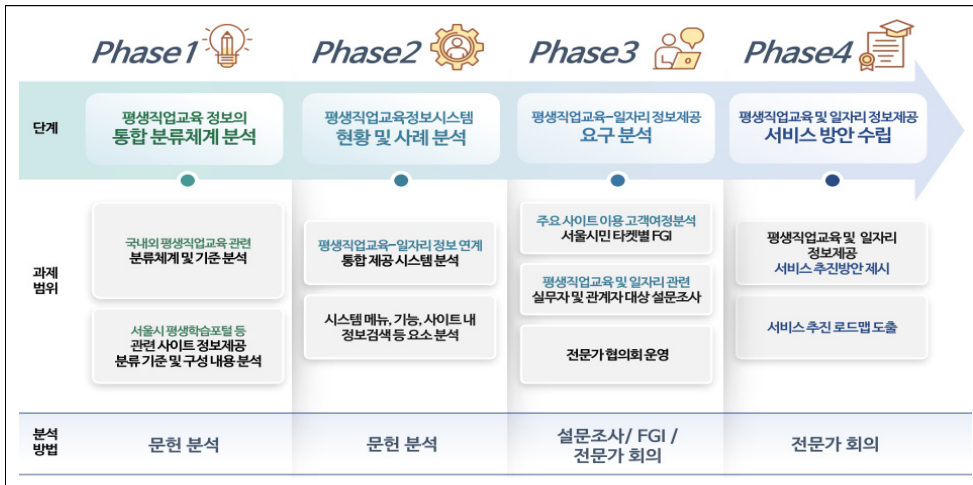 Phase1
Phase2
Phase3
Phase4
단계
평생직업교육 정보의
통합 분류체계 분석
평생직업교육정보시스템
현황 및 사례 분석
평생직업교육-일자리 정보제공
요구 분석
평생직업교육 및 일자리 정보제공
서비스 방안 수립
과제
범위
국내외 평생직업교육 관련
분류체계 및 기준 분석
서울시 평생학습포털 등
관련 사이트 정보제공
분류 기준 및 구성 내용 분석
평생직업교육-일자리 정보 연계
통합 제공 시스템 분석
시스템 메뉴, 기능, 사이트 내
정보검색 등 요소 분석
주요 사이트 이용 고객여정분석
서울시민 타켓별 FGI
평생직업교육 및 일자리 관련
실무자 및 관계자 대상 설문조사
전문가 협의회 운영
평생직업교육 및 일자리
정보제공
서비스 추진방안 제시
서비스 추진 로드맵 도출
분석
방법
문헌 분석
문헌 분석
설문조사/ FGI /
전문가 회의
전문가 회의